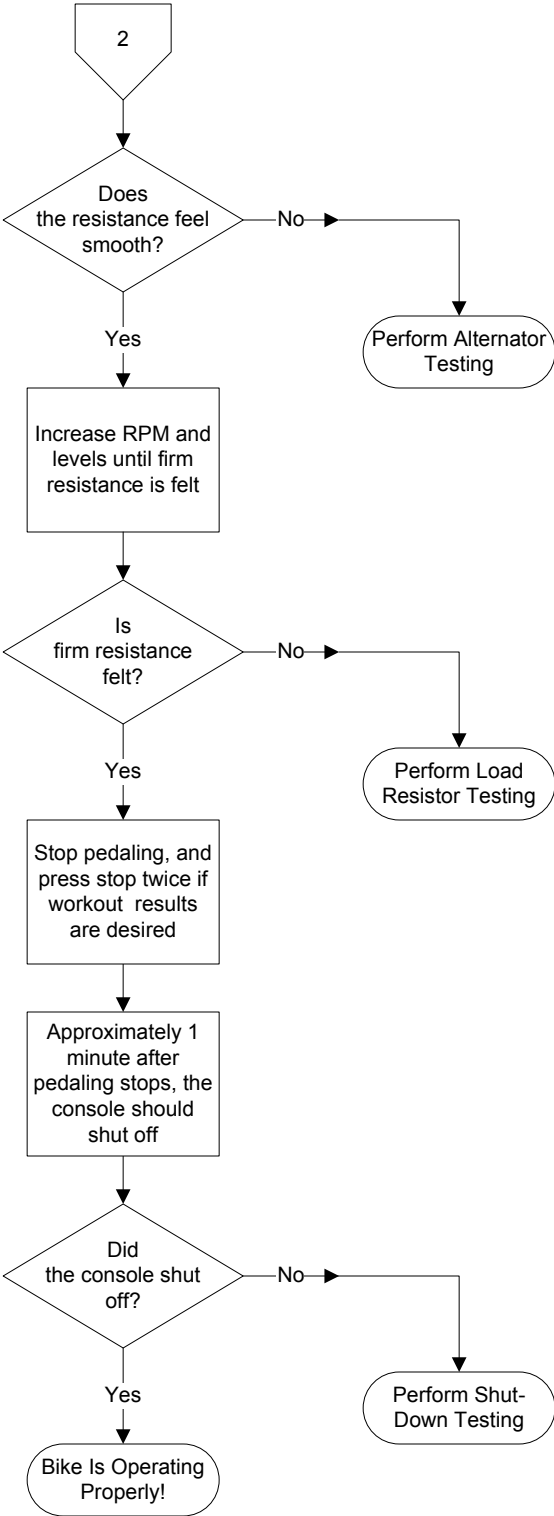 2
Does
the resistance feel
smooth?
No
Perform Alternator
Testing
Yes
Increase RPM and
levels until firm
resistance is felt
Is
firm resistance
felt?
No
Perform Load
Resistor Testing
Yes
Stop pedaling, and
press stop twice if
workout results
are desired
Approximately 1
minute after
pedaling stops, the
console should
shut off
Did
the console shut
off?
No
Perform Shut-
Down Testing
Yes
Bike Is Operating
Properly!